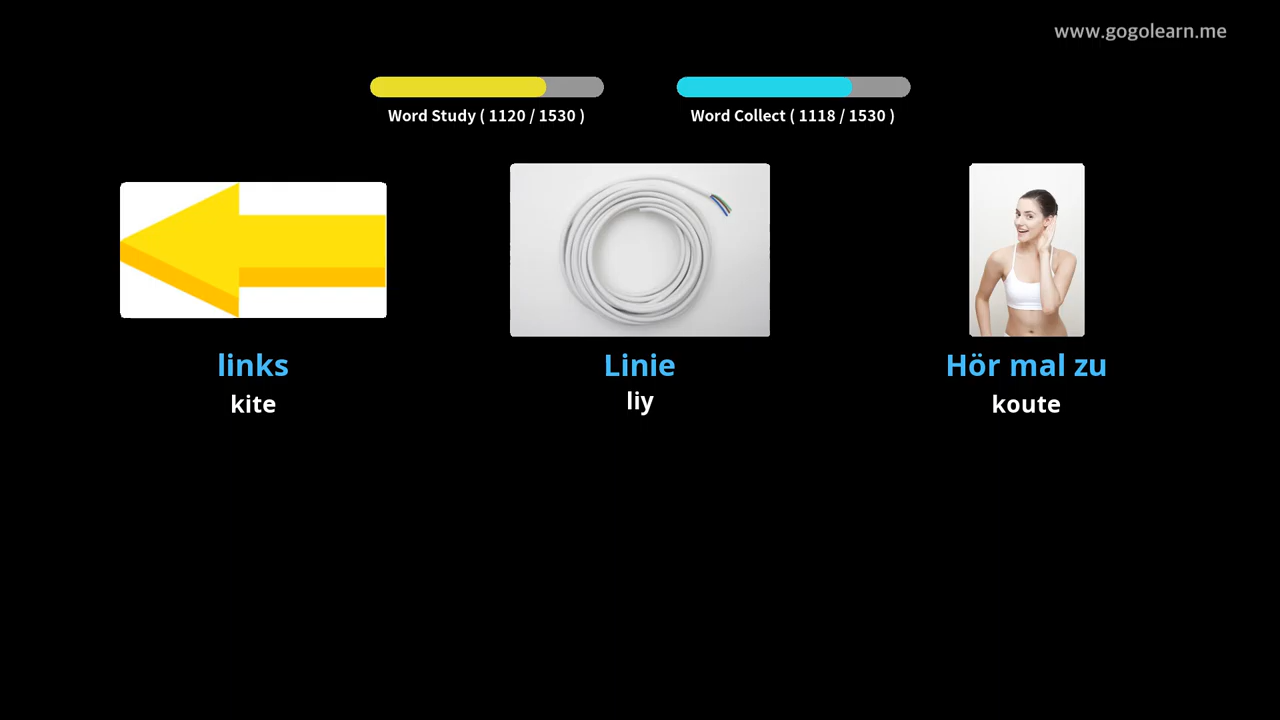 www.gogolearn.me
Word Study ( 1120 / 1530 )
Word Collect ( 1118 / 1530 )
links
Linie
Hör mal zu
kite
liy
koute